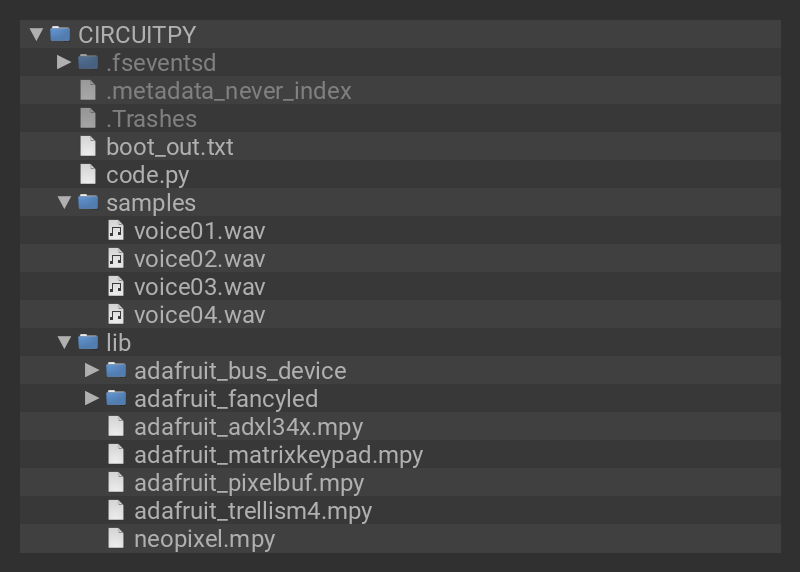 CIRCUITPY
.fseventsd
.metadata_never_index
.Trashes
boot_out.txt
code.py
samples
voice01.wav
voice02.wav
voice03.wav
voice04.wav
lib
adafruit_bus_device
adafruit_fancyled
adafruit_adxl34x.mpy
adafruit_matrixkeypad.mpy
adafruit_pixelbuf.mpy
adafruit_trellism4.mpy
neopixel.mpy